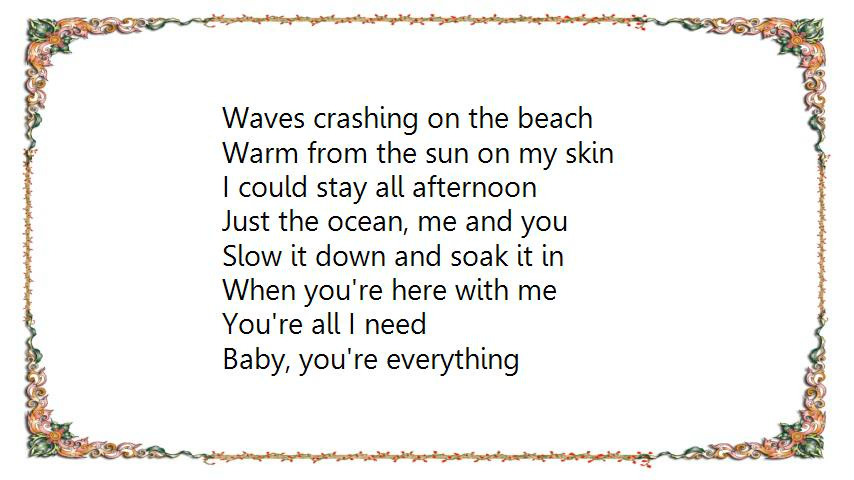 Waves crashing on the beach
Warm from the sun on my skin
I could stay all afternoon
Just the ocean, me and you
Slow it down and soak it in
When you're here with me
You're all I need
Baby, you're everything